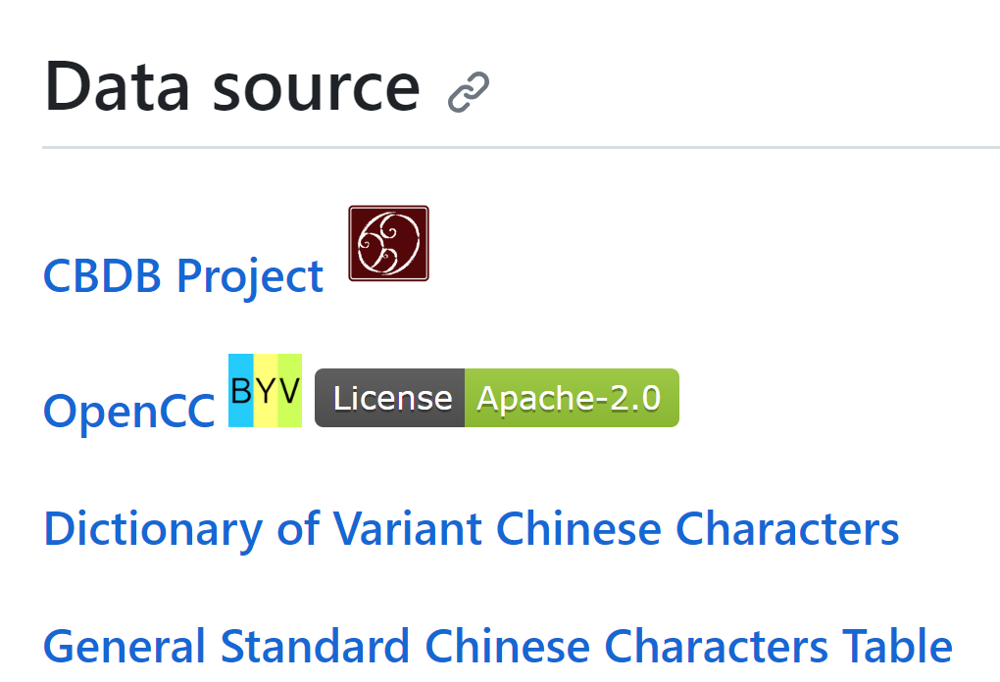 Data source
CBDB Project
OpenCC BYV License Apache-2.0
Dictionary of Variant Chinese Characters
General Standard Chinese Characters Table